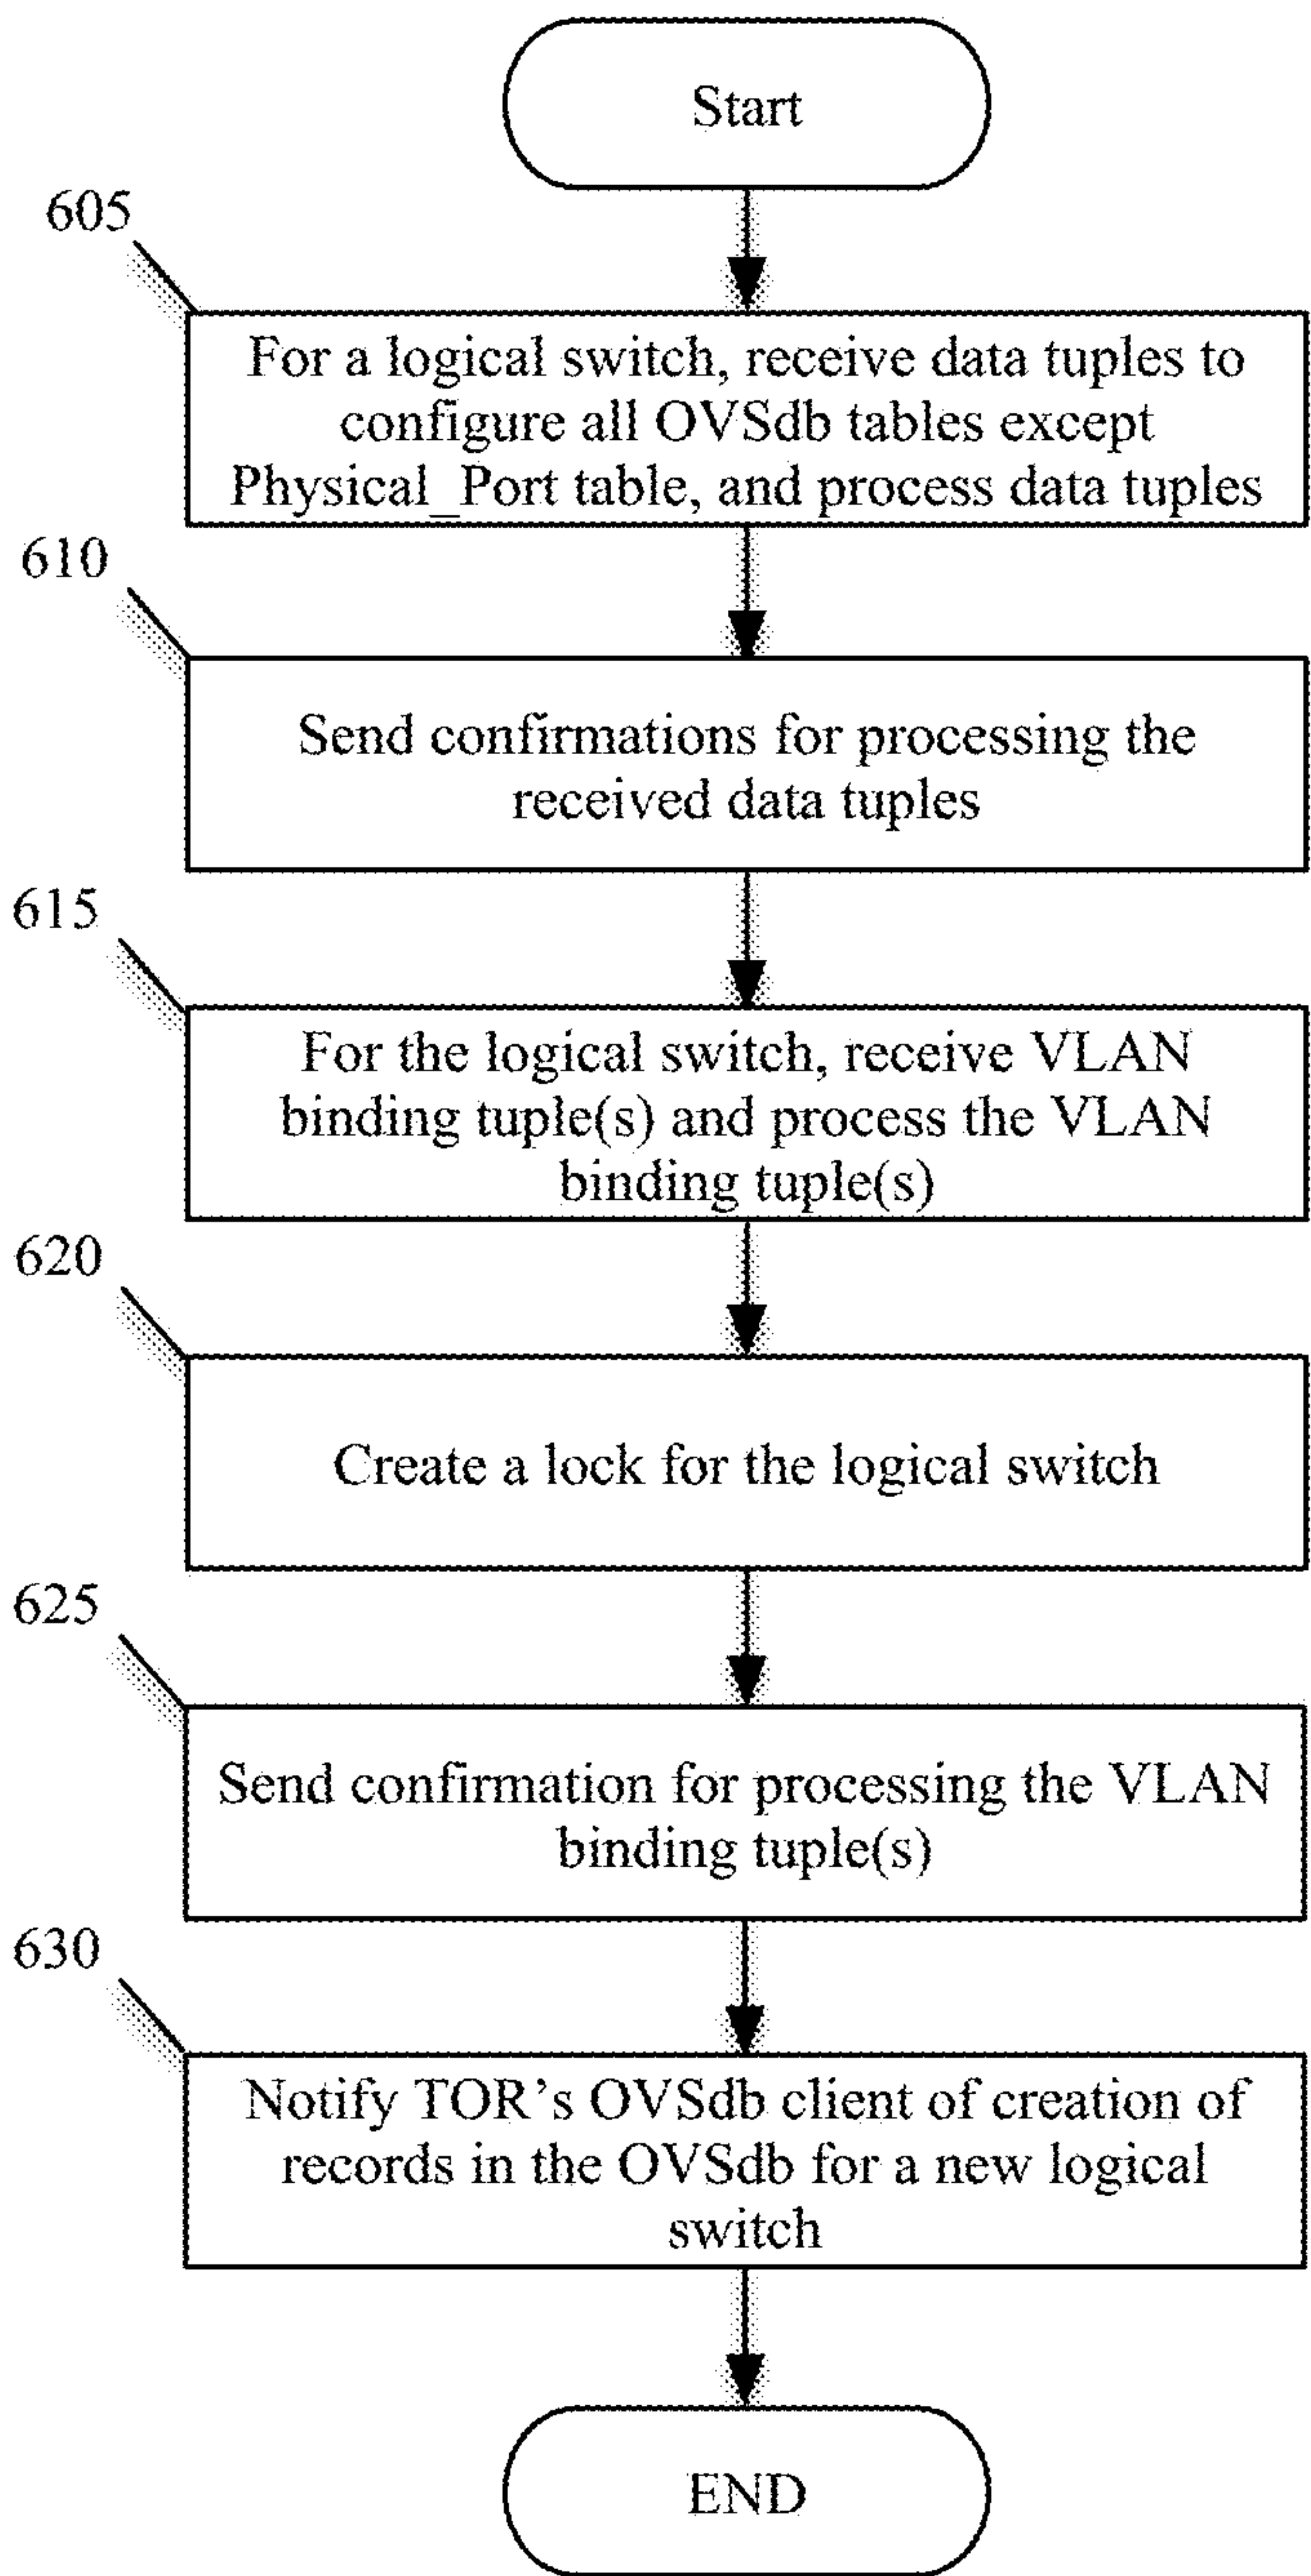 Start
605
For a logical switch, receive data tuples to
configure all OVSdb tables except
Physical_Port table, and process data tuples
610
Send confirmations for processing the
received data tuples
615
For the logical switch, receive VLAN
binding tuple(s) and process the VLAN
binding tuple(s)
620
Create a lock for the logical switch
625
Send confirmation for processing the VLAN
binding tuple(s)
630
Notify TOR’s OVSdb client of creation of
records in the OVSdb for a new logical
switch
END